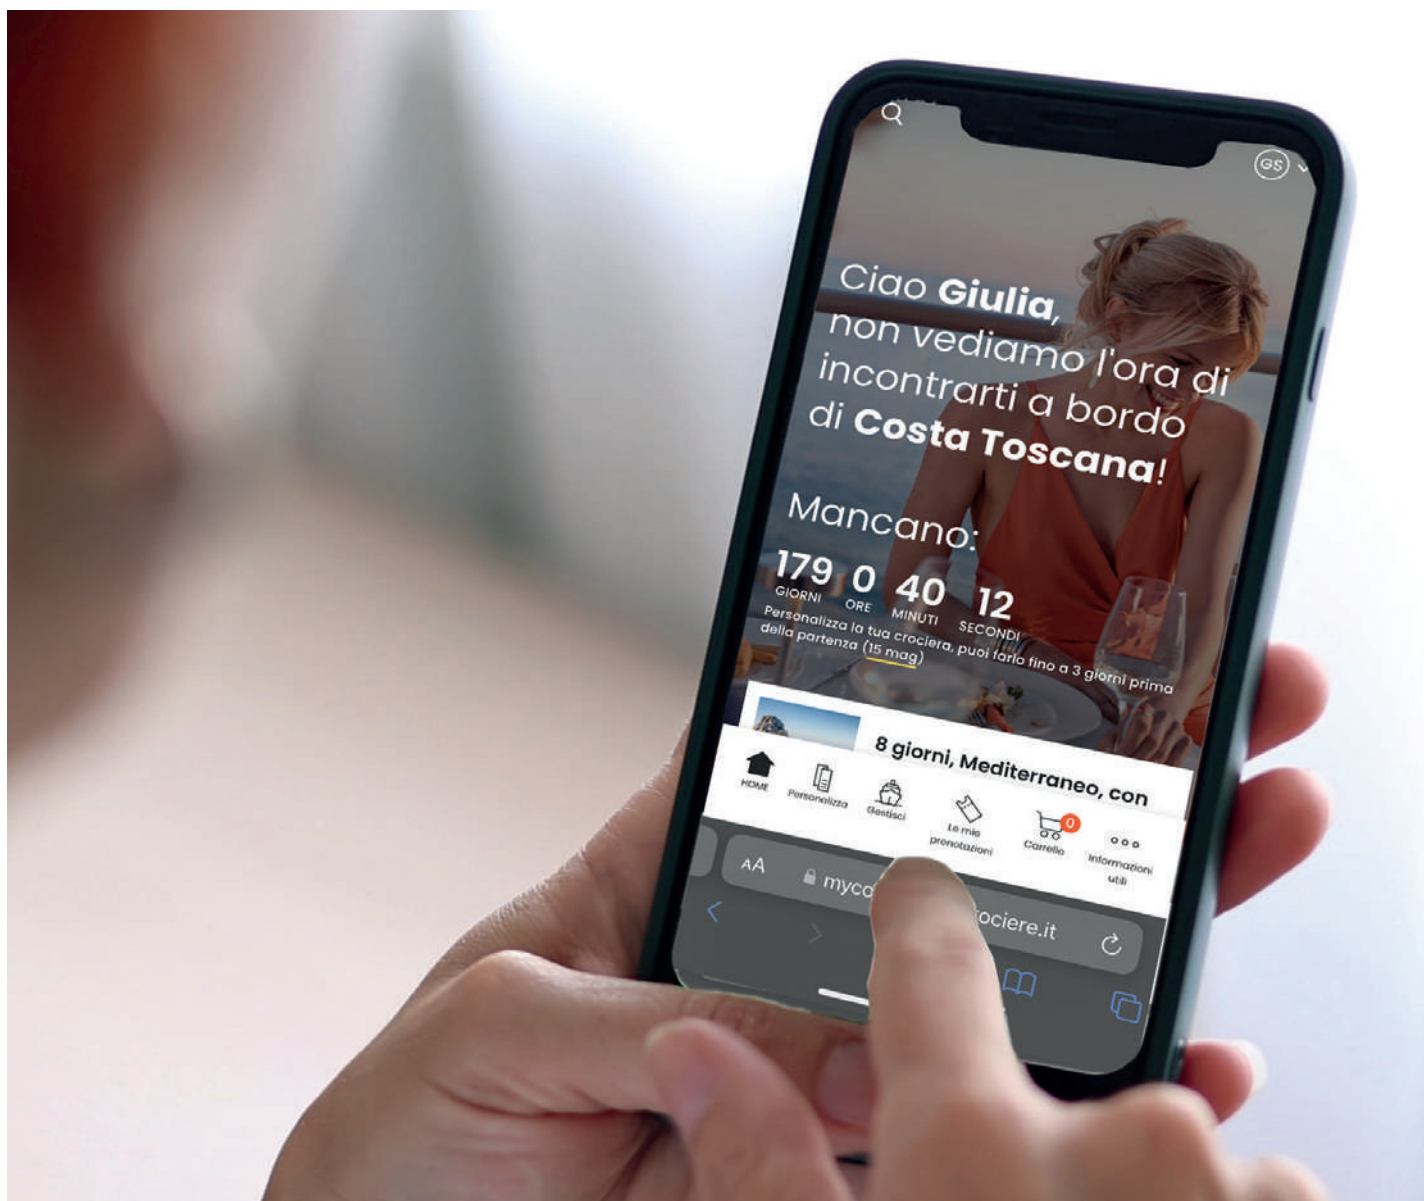 GS
Ciao Giulia,
non vediamo l'ora di
incontrarti a bordo
di Costa Toscana!
Mancano:
179 0 40 12
GIORNI ORE MINUTI SECONDI
Personalizza la tua crociera, puoi farlo fino a 3 giorni prima
della partenza (15 mag)
8 giorni, Mediterraneo, con
0
HOME Personalizza Gestisci Le mie prenotazioni Carrello Informazioni utili
AA myco ociere.it